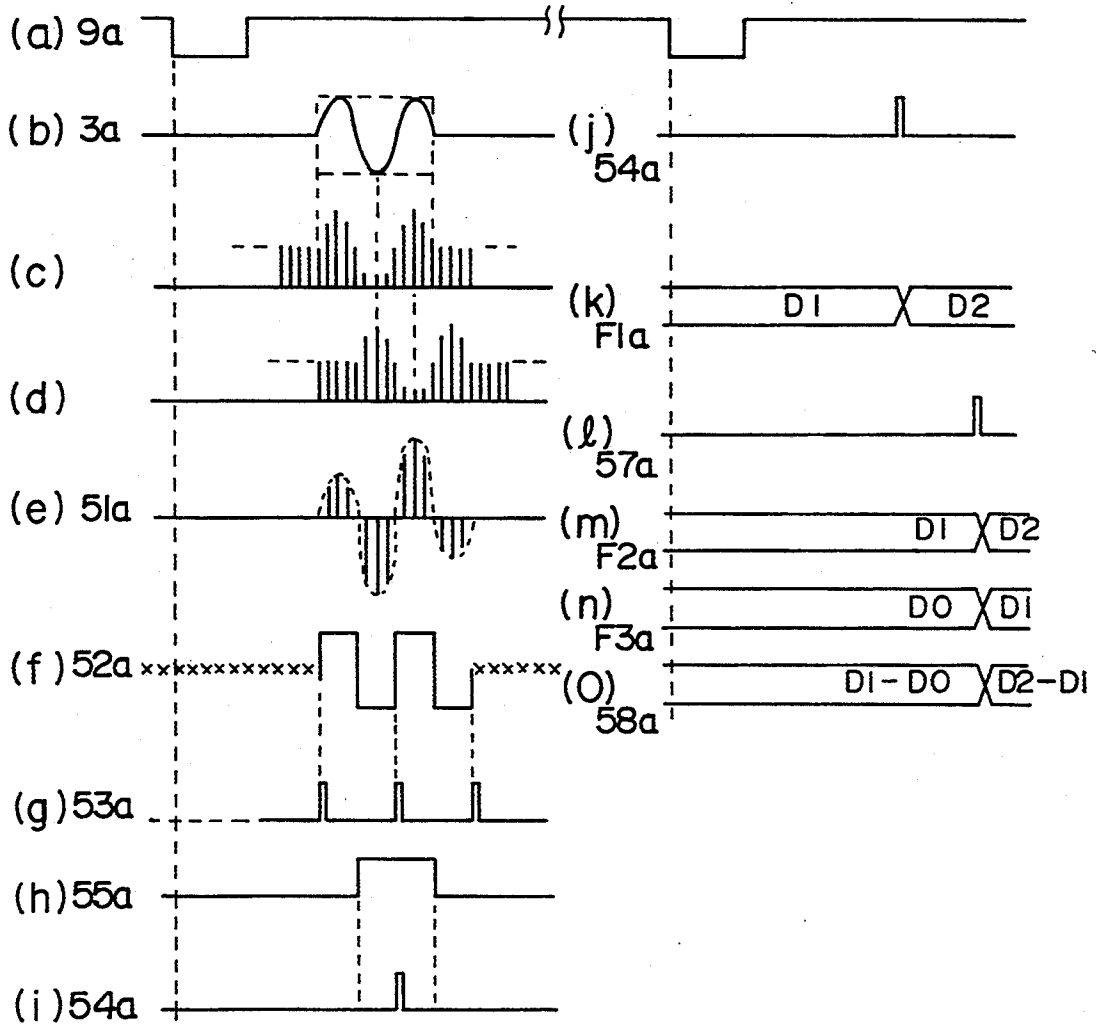 (a) 9a
(b) 3a
(c)
(d)
(e) 51a
(f) 52a
(g) 53a
(h) 55a
(i) 54a
(j)
54a
(k)
F1a
D1 D2
(ℓ)
57a
(m)
F2a
D1 D2
(n)
F3a
D0 D1
(O)
58a
D1-D0 D2-D1